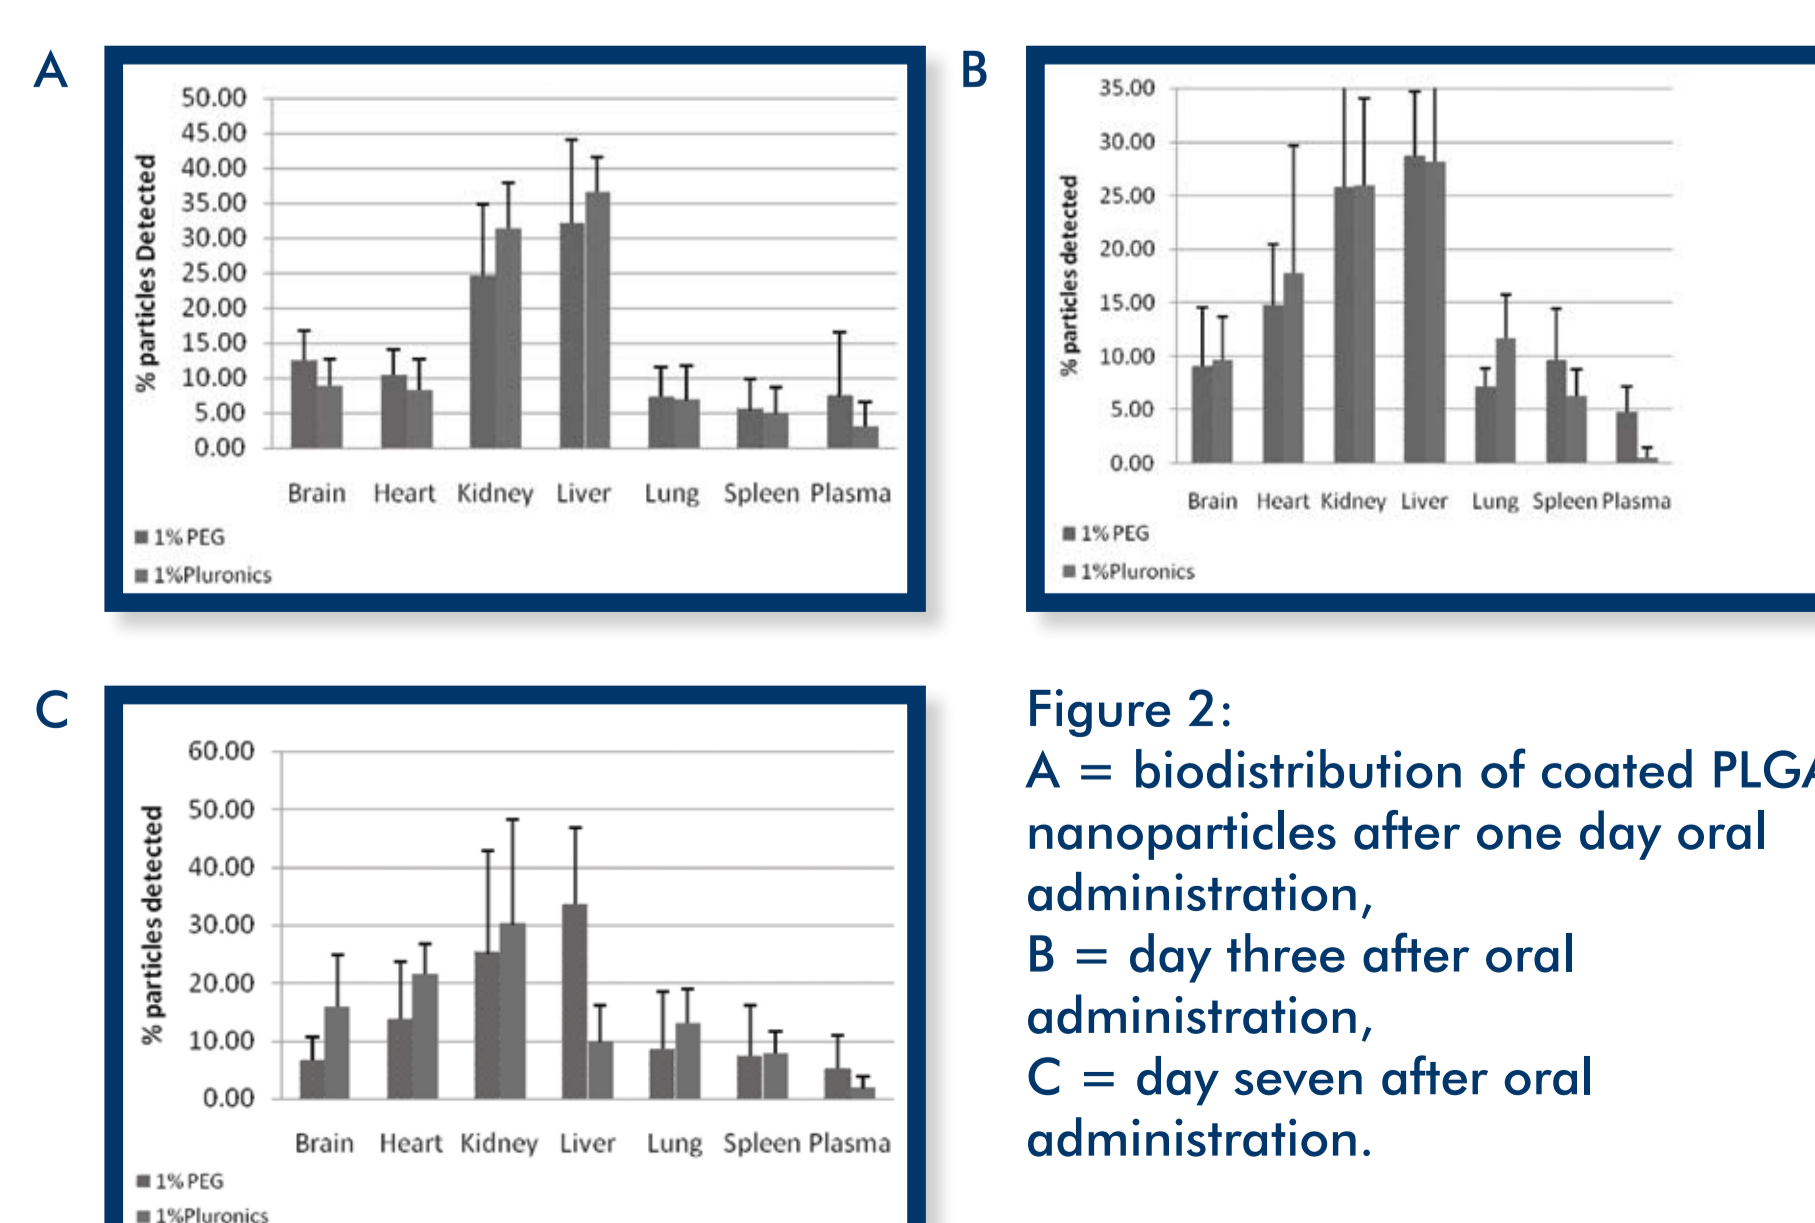 A
50.00
45.00
40.00
35.00
30.00
25.00
20.00
15.00
10.00
5.00
0.00
% particles Detected
Brain Heart Kidney Liver Lung Spleen Plasma
1% PEG
1%Pluronics
B
35.00
30.00
25.00
20.00
15.00
10.00
5.00
0.00
% particles detected
Brain Heart Kidney Liver Lung Spleen Plasma
1% PEG
1%Pluronics
C
60.00
50.00
40.00
30.00
20.00
10.00
0.00
% particles detected
Brain Heart Kidney Liver Lung Spleen Plasma
1% PEG
1%Pluronics
Figure 2:
A = biodistribution of coated PLGA
nanoparticles after one day oral
administration,
B = day three after oral
administration,
C = day seven after oral
administration.